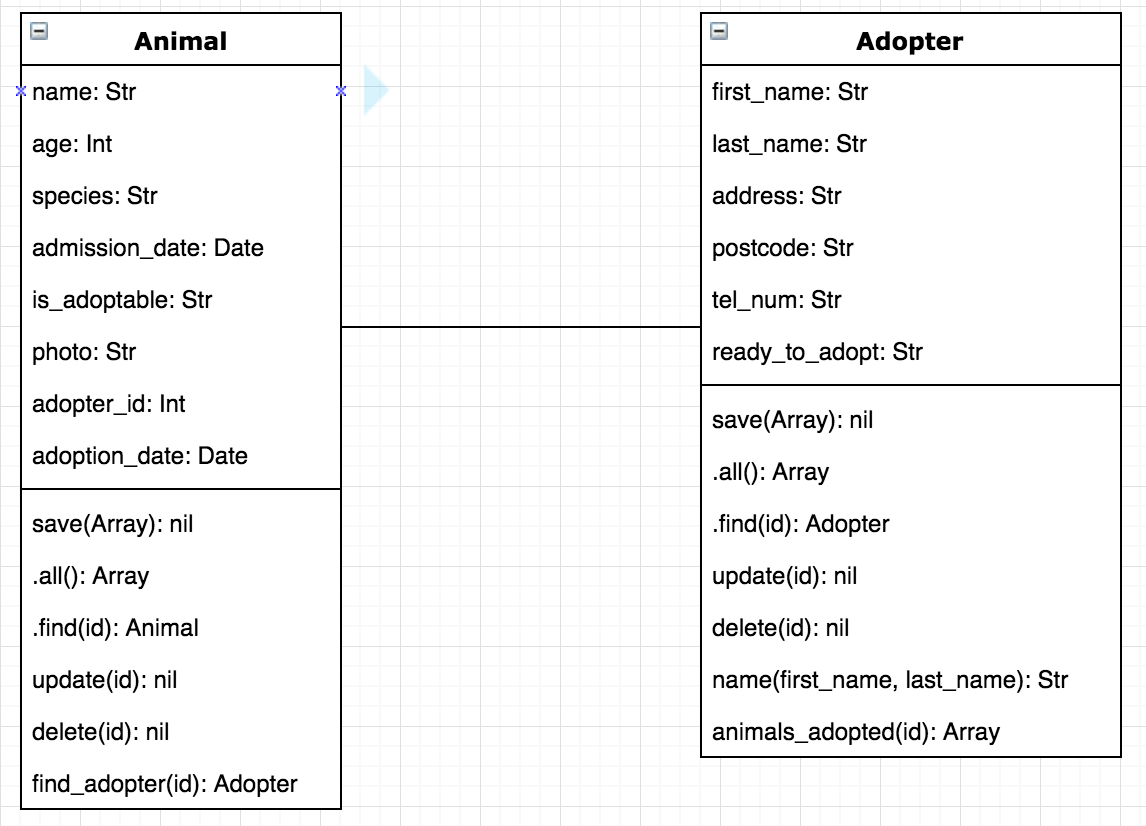 Animal
name: Str
age: Int
species: Str
admission_date: Date
is_adoptable: Str
photo: Str
adopter_id: Int
adoption_date: Date
save(Array): nil
.all(): Array
.find(id): Animal
update(id): nil
delete(id): nil
find_adopter(id): Adopter
Adopter
first_name: Str
last_name: Str
address: Str
postcode: Str
tel_num: Str
ready_to_adopt: Str
save(Array): nil
.all(): Array
.find(id): Adopter
update(id): nil
delete(id): nil
name(first_name, last_name): Str
animals_adopted(id): Array